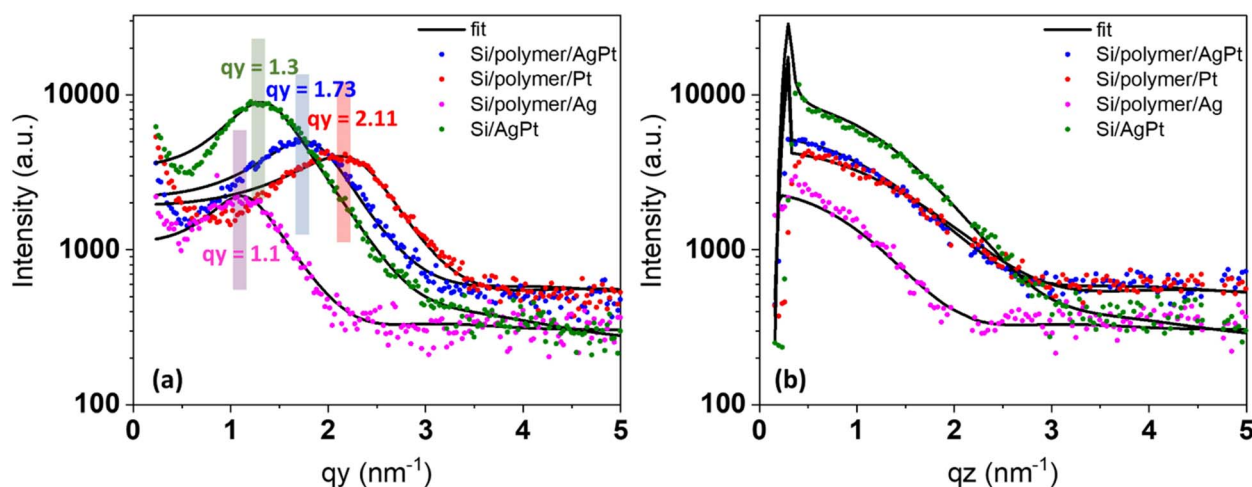 fit
Si/polymer/AgPt
Si/polymer/Pt
Si/polymer/Ag
Si/AgPt
qy = 1.3
qy = 1.73
qy = 2.11
qy = 1.1
Intensity (a.u.)
10000
1000
100
(a)
0 1 2 3 4 5
qy (nm⁻¹)
fit
Si/polymer/AgPt
Si/polymer/Pt
Si/polymer/Ag
Si/AgPt
Intensity (a.u.)
10000
1000
100
(b)
0 1 2 3 4 5
qz (nm⁻¹)